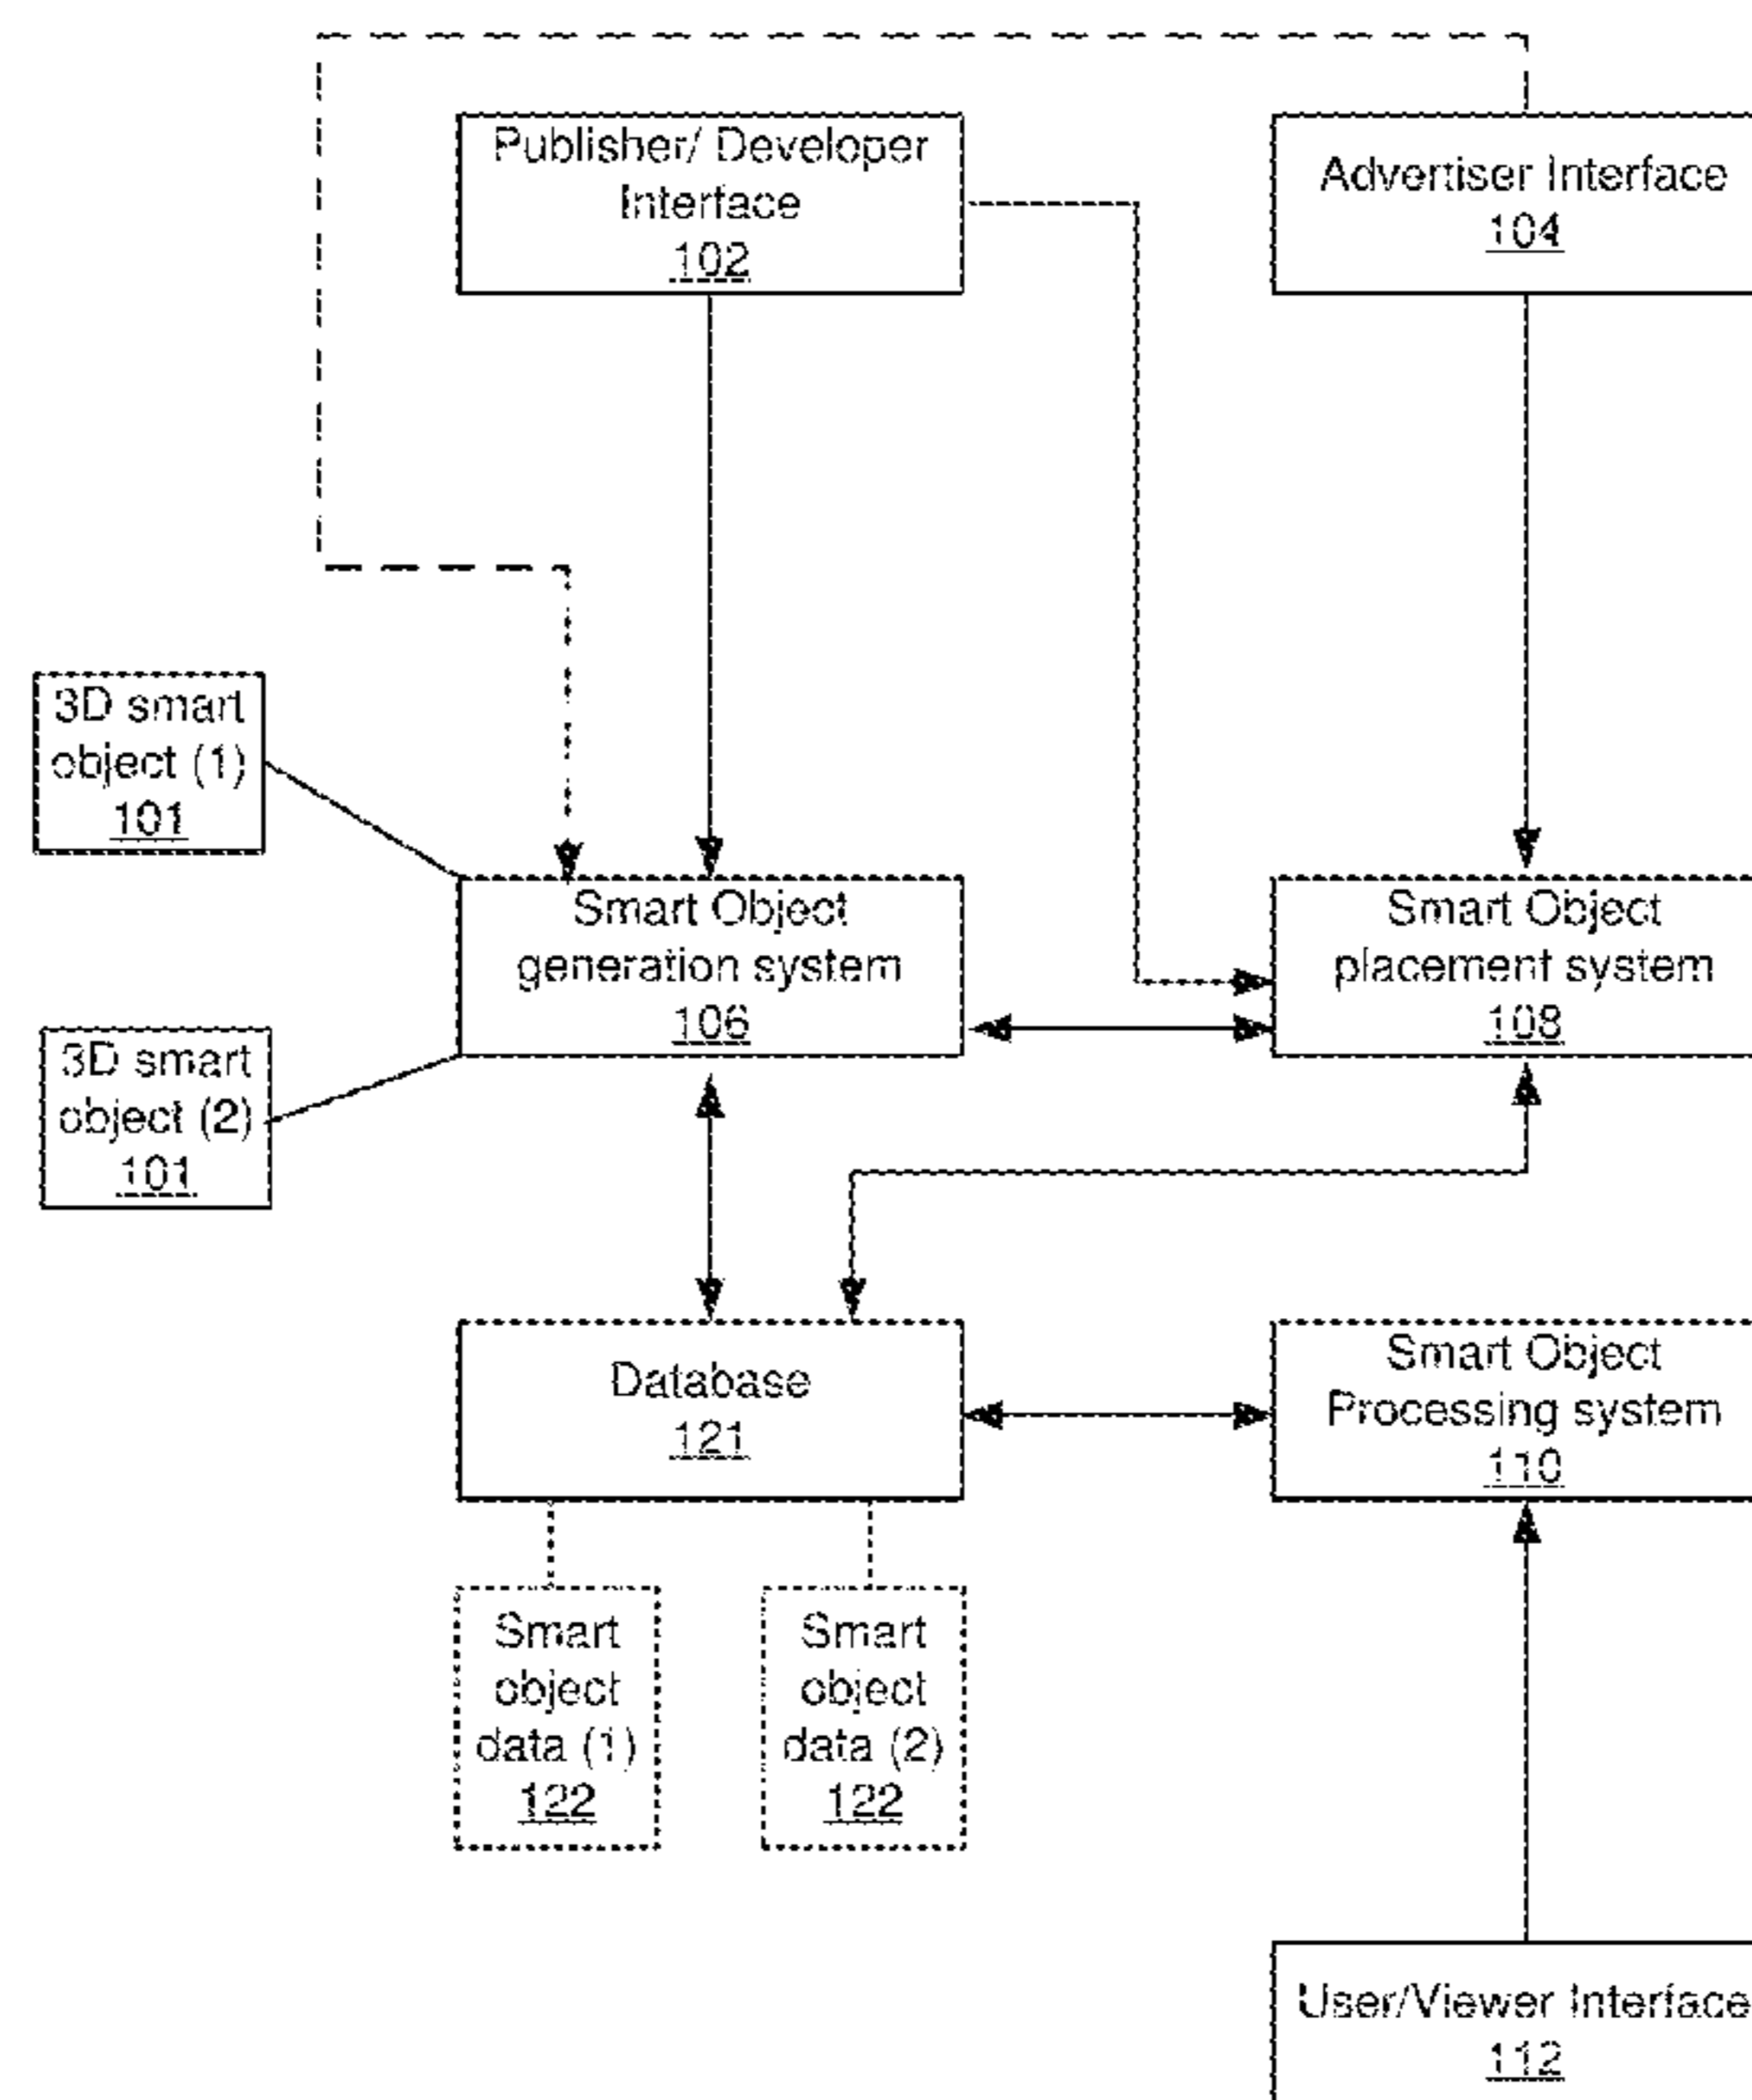 Publisher/ Developer
Interface
102
Advertiser Interface
104
3D smart
object (1)
101
Smart Object
generation system
106
Smart Object
placement system
108
3D smart
object (2)
101
Database
121
Smart Object
Processing system
110
Smart
object
data (1)
122
Smart
object
data (2)
122
User/Viewer Interface
112